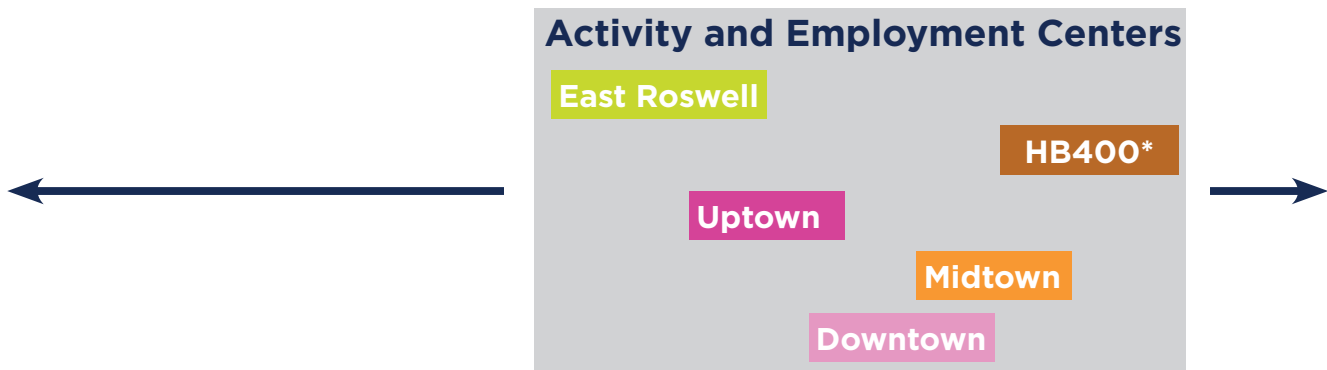 Activity and Employment Centers
East Roswell
HB400*
Uptown
Midtown
Downtown